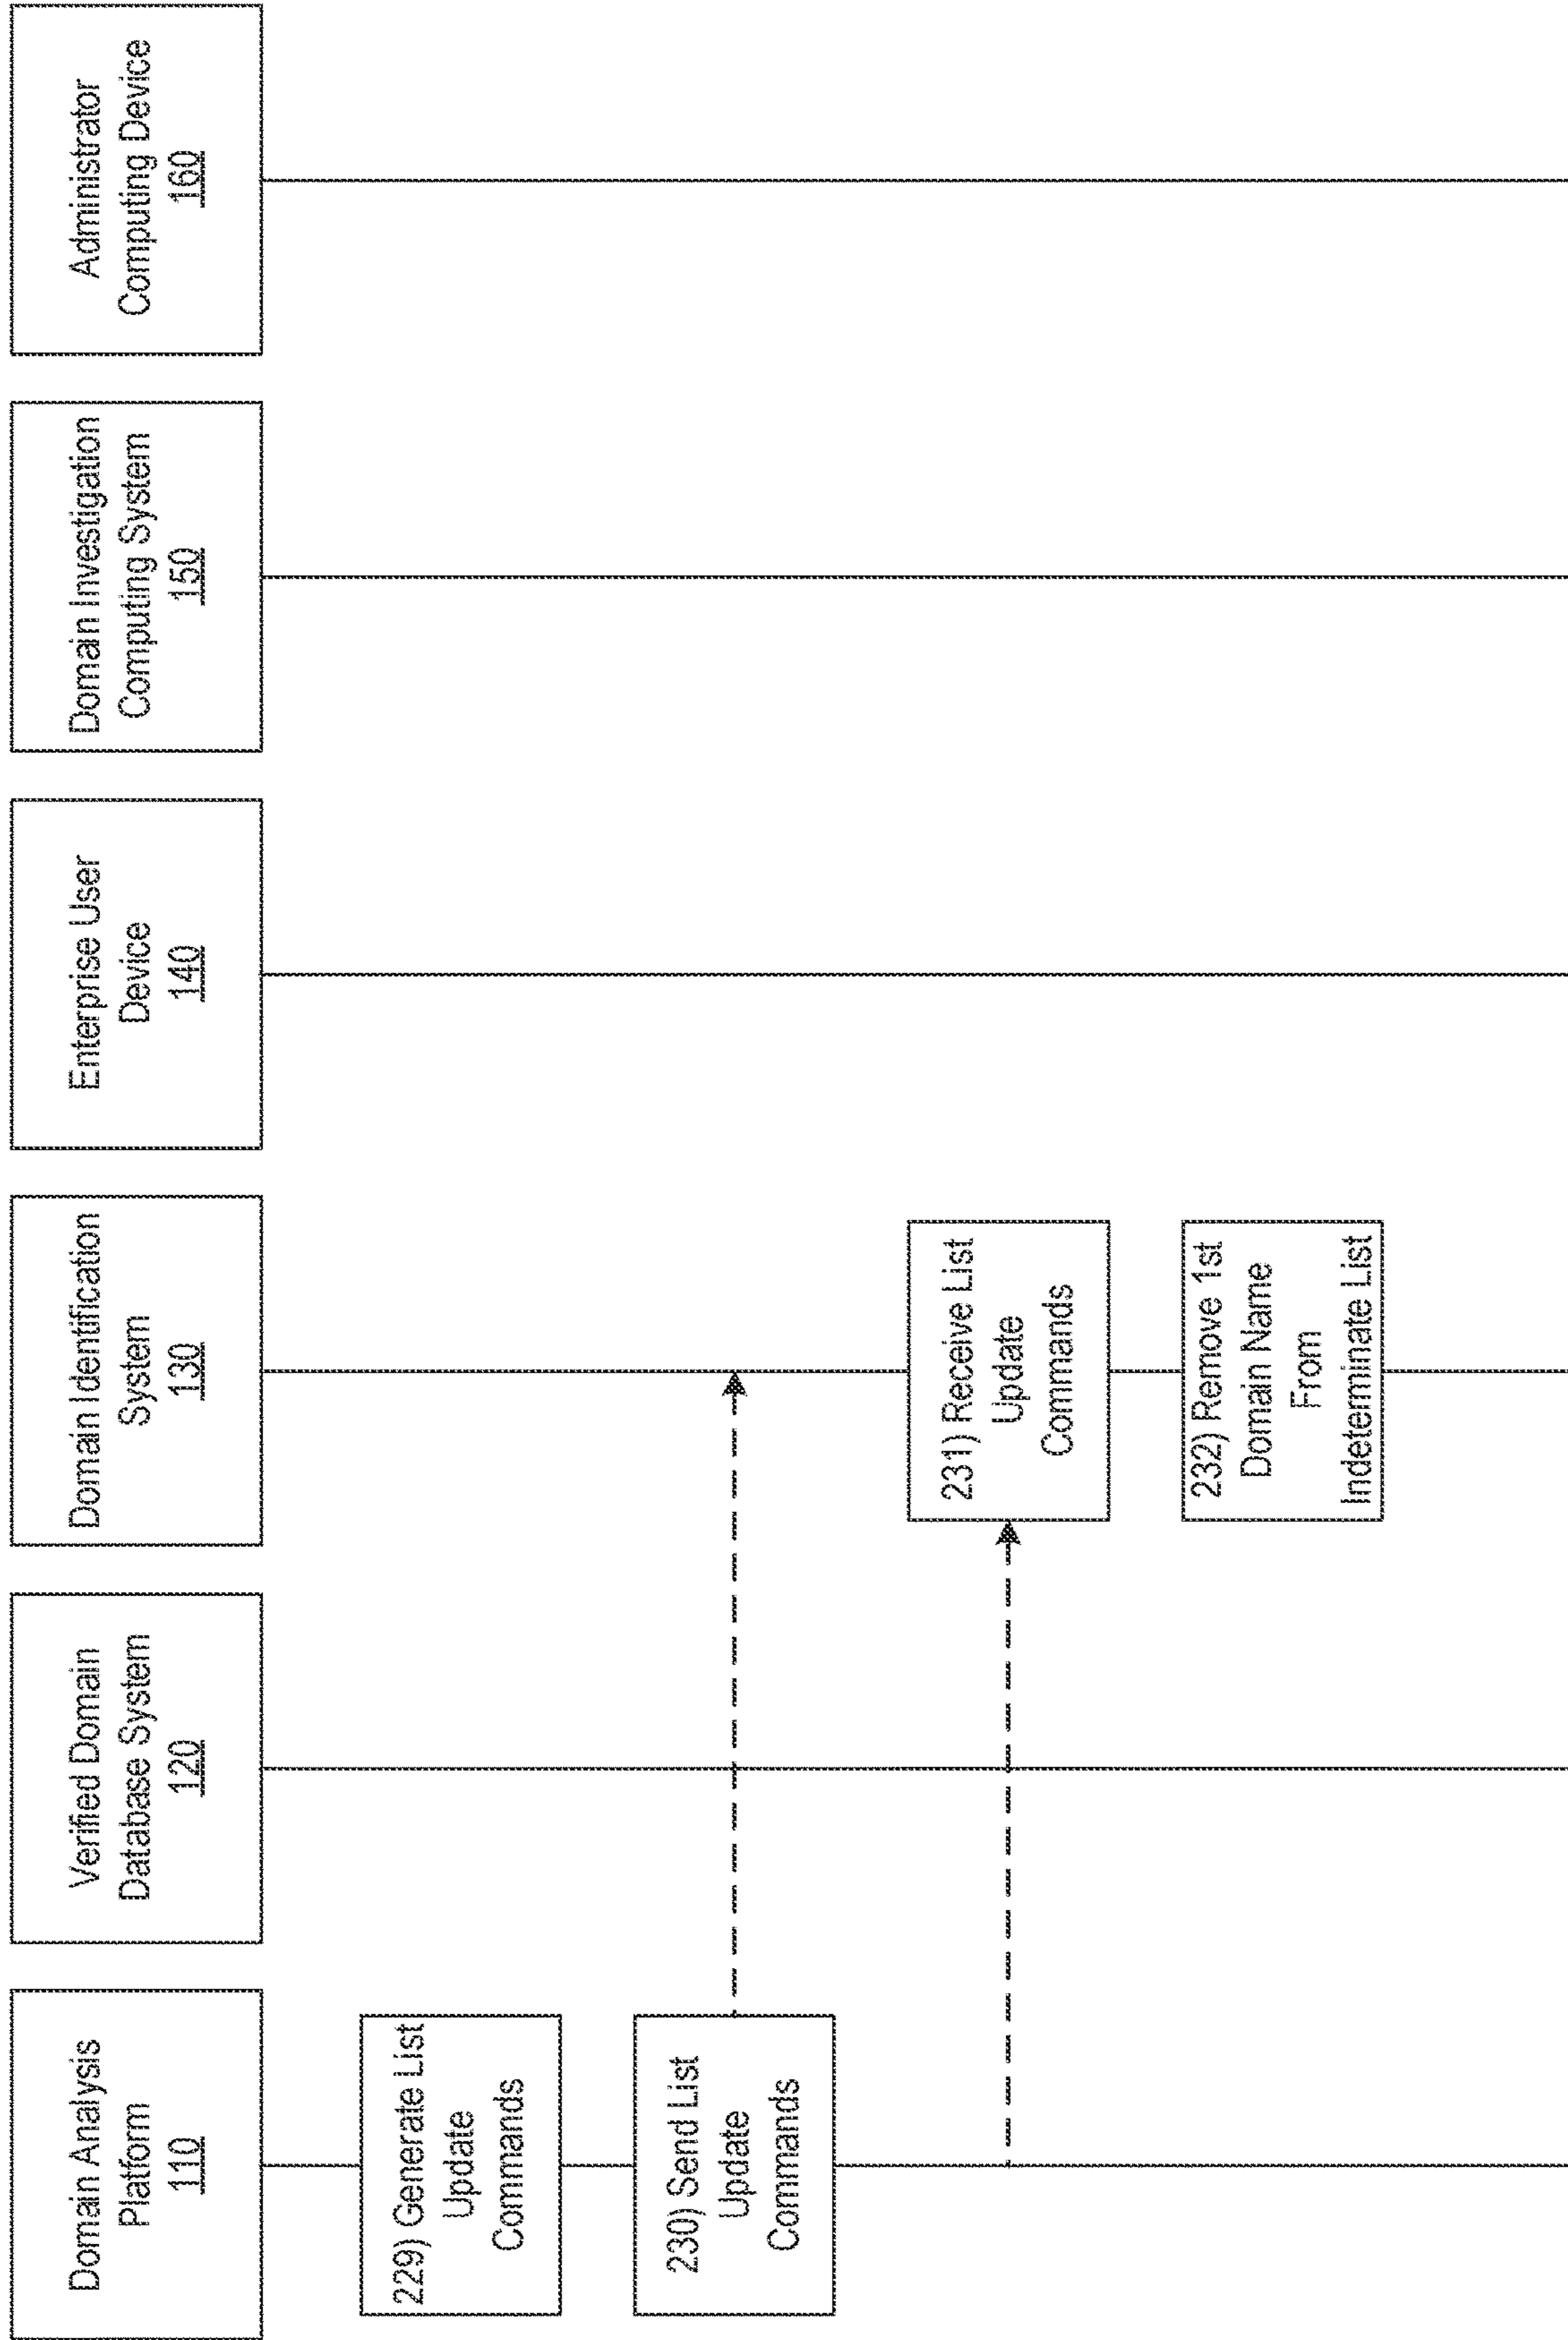 Domain Analysis
Platform
110
Verified Domain
Database System
120
Domain Identification
System
130
Enterprise User
Device
140
Domain Investigation
Computing System
150
Administrator
Computing Device
160
229) Generate List
Update
Commands
230) Send List
Update
Commands
231) Receive List
Update
Commands
232) Remove 1st
Domain Name
From
Indeterminate List